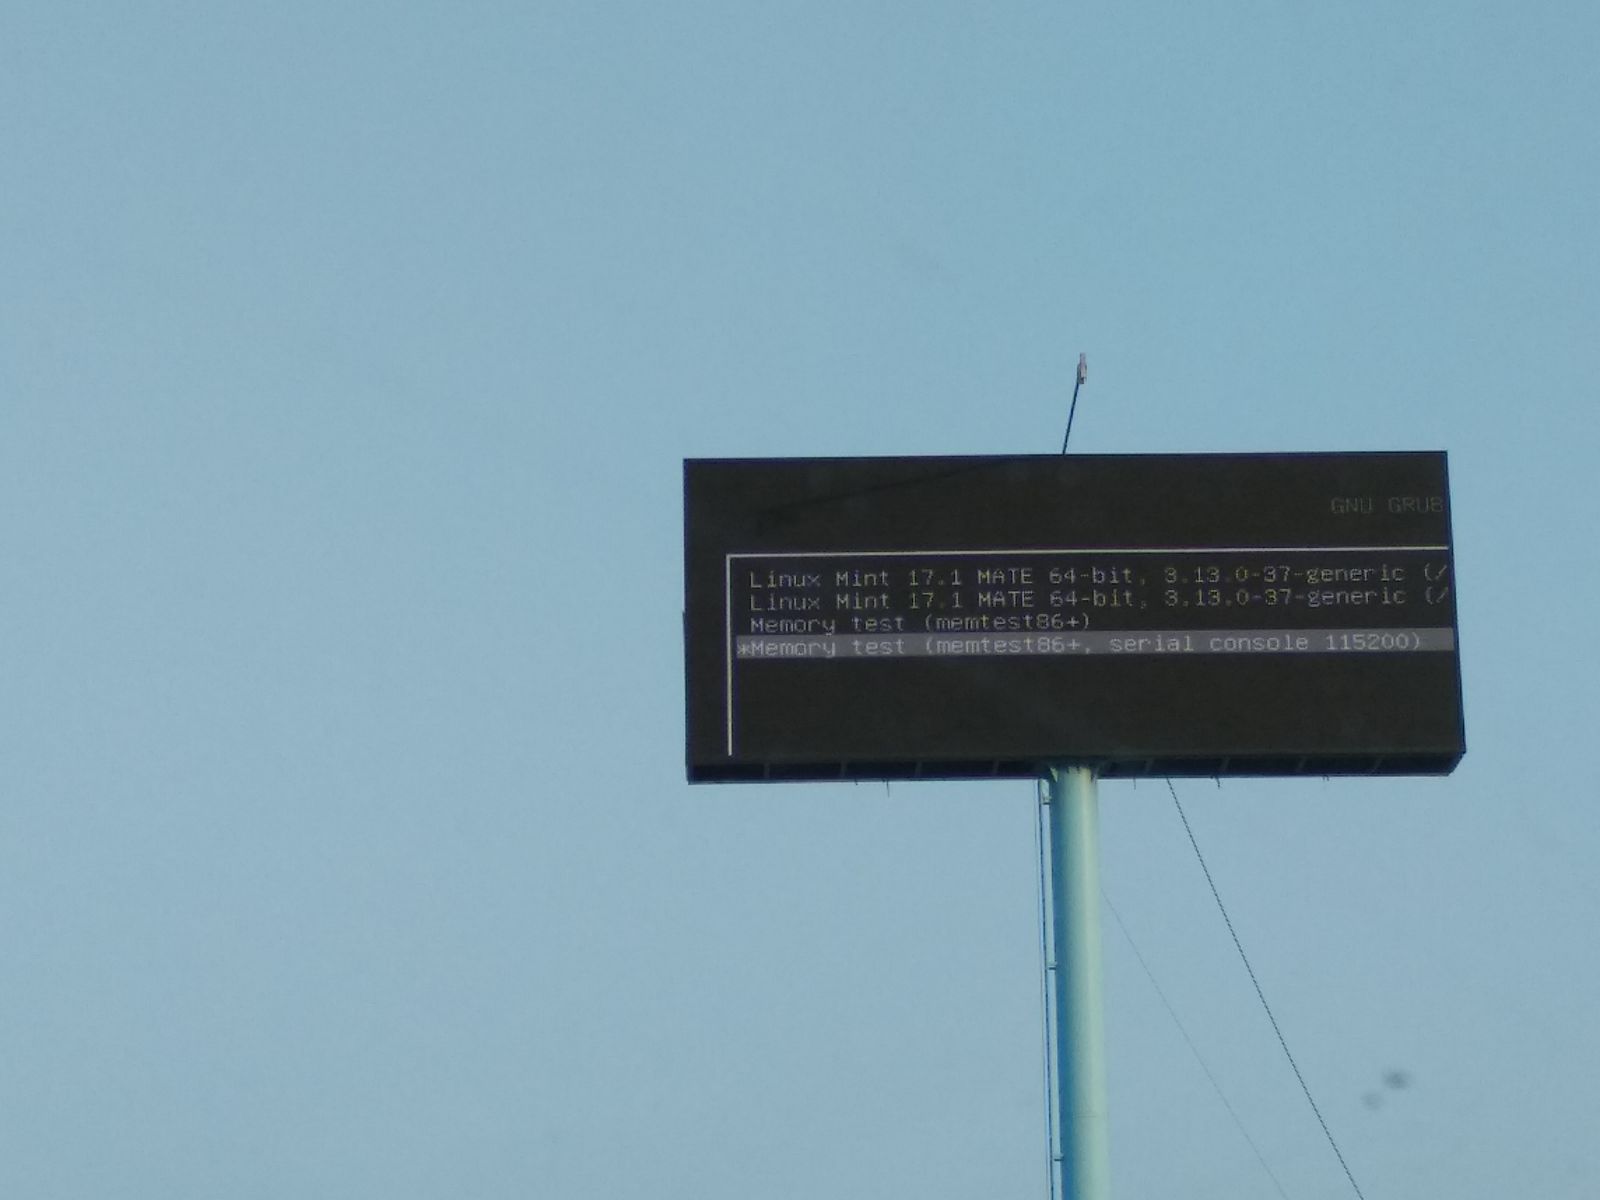 GNU GRUB
Linux Mint 17.1 MATE 64-bit, 3.13.0-37-generic (/
Linux Mint 17.1 MATE 64-bit, 3.13.0-37-generic (/
Memory test (memtest86+)
*Memory test (memtest86+, serial console 115200)